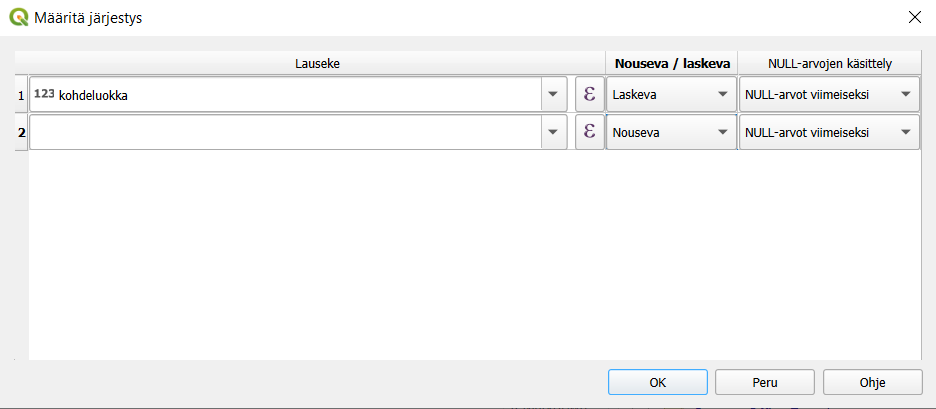 Määritä järjestys
Lauseke Nouseva / laskeva NULL-arvojen käsittely
1 123 kohdeluokka ε Laskeva NULL-arvot viimeiseksi
2 ε Nouseva NULL-arvot viimeiseksi
OK Peru Ohje